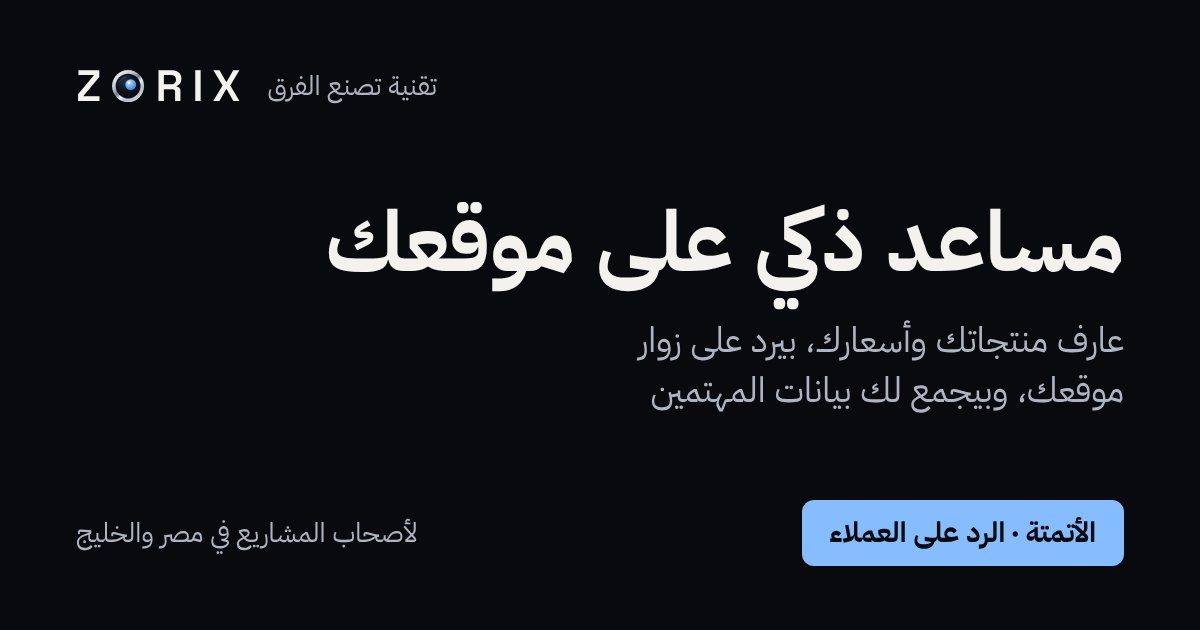 ZORIX
تقنية تصنع الفرق
مساعد ذكي على موقعك
عارف منتجاتك وأسعارك، بيرد على زوار
موقعك، وبيجمع لك بيانات المهتمين
الأتمتة · الرد على العملاء
لأصحاب المشاريع في مصر والخليج